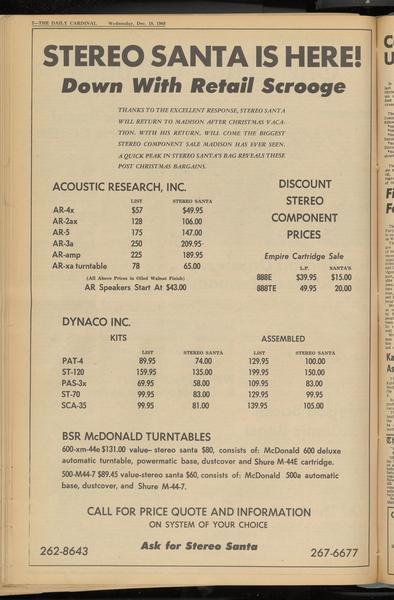 2—THE DAILY CARDINAL Wednesday, Dec. 18, 1968
STEREO SANTA IS HERE!
Down With Retail Scrooge
THANKS TO THE EXCELLENT RESPONSE, STEREO SANTA
WILL RETURN TO MADISON AFTER CHRISTMAS VACA-
TION. WITH HIS RETURN, WILL COME THE BIGGEST
STEREO COMPONENT SALE MADISON HAS EVER SEEN.
A QUICK PEAK IN STEREO SANTA'S BAG REVEALS THESE
POST CHRISTMAS BARGAINS.
ACOUSTIC RESEARCH, INC.
LIST STEREO SANTA
AR-4x $57 $49.95
AR-2ax 128 106.00
AR-5 175 147.00
AR-3a 250 209.95
AR-amp 225 189.95
AR-xa turntable 78 65.00
(All Above Prices in Oiled Walnut Finish)
AR Speakers Start At $43.00
DISCOUNT
STEREO
COMPONENT
PRICES
Empire Cartridge Sale
L.P. SANTA'S
888E $39.95 $15.00
888TE 49.95 20.00
DYNACO INC.
KITS ASSEMBLED
LIST STEREO SANTA LIST STEREO SANTA
PAT-4 89.95 74.00 129.95 100.00
ST-120 159.95 135.00 199.95 150.00
PAS-3x 69.95 58.00 109.95 83.00
ST-70 99.95 83.00 129.95 99.95
SCA-35 99.95 81.00 139.95 105.00
BSR McDONALD TURNTABLES
600-xm-44e $131.00 value– stereo santa $80, consists of: McDonald 600 deluxe
automatic turntable, powermatic base, dustcover and Shure M-44E cartridge.
500-M44-7 $89.45 value-stereo santa $60, consists of: McDonald 500a automatic
base, dustcover, and Shure M-44-7.
CALL FOR PRICE QUOTE AND INFORMATION
ON SYSTEM OF YOUR CHOICE
262-8643 Ask for Stereo Santa 267-6677